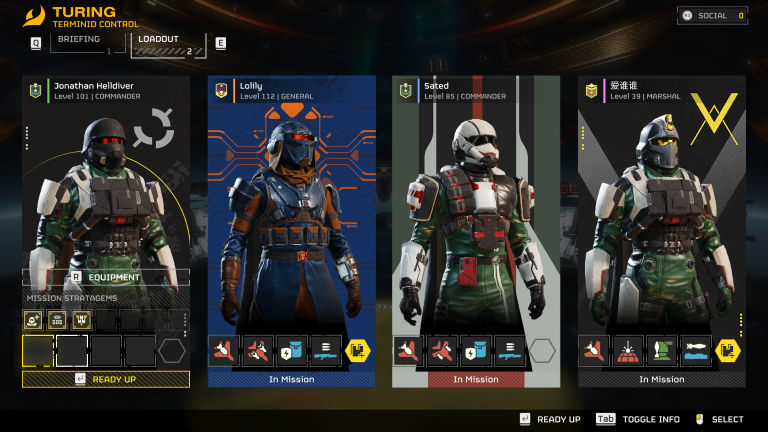 TURING
TERMINID CONTROL
SOCIAL 0
Q
BRIEFING
1
LOADOUT
2
E
Jonathan Helldiver
Level 101 | COMMANDER
Lolily
Level 112 | GENERAL
Sated
Level 85 | COMMANDER
爱谁谁
Level 39 | MARSHAL
R EQUIPMENT
MISSION STRATAGEMS
SOS
READY UP
In Mission
In Mission
In Mission
READY UP
Tab TOGGLE INFO
SELECT